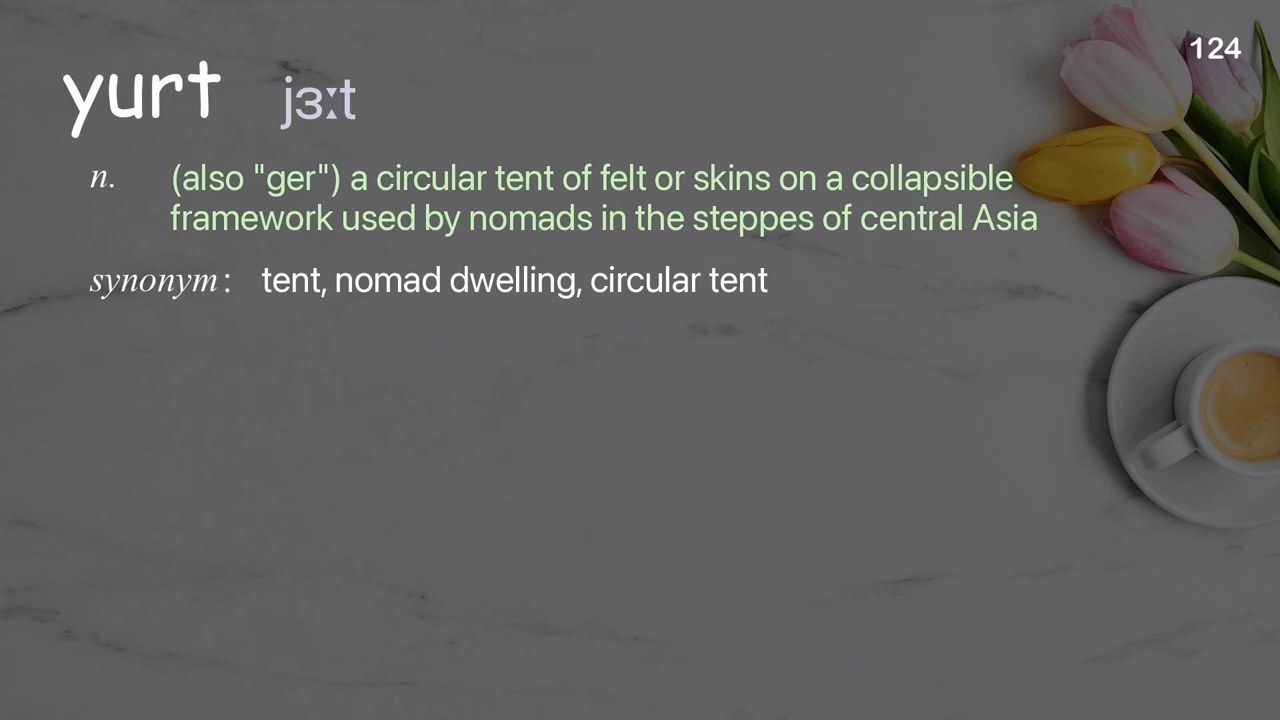 124
yurt jɜːt
n. (also "ger") a circular tent of felt or skins on a collapsible
framework used by nomads in the steppes of central Asia
synonym: tent, nomad dwelling, circular tent